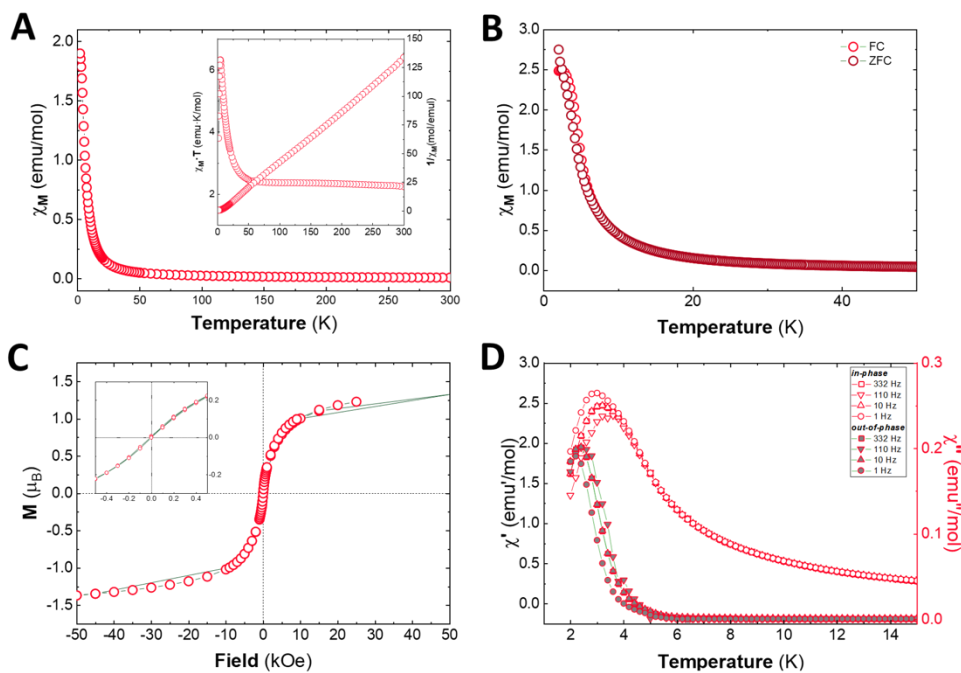 A
χM (emu/mol)
2.0
1.5
1.0
0.5
0.0
0 50 100 150 200 250 300
Temperature (K)
χM·T (emu·K/mol)
6
4
2
0 50 100 150 200 250 300
1/χM(mol/emul)
150
125
100
75
50
25
0
B
χM (emu/mol)
3.0
2.5
2.0
1.5
1.0
0.5
0.0
0 20 40
Temperature (K)
FC
ZFC
C
M (μB)
1.5
1.0
0.5
0.0
-0.5
-1.0
-1.5
-50 -40 -30 -20 -10 0 10 20 30 40 50
Field (kOe)
0.2
0.0
-0.2
-0.4 -0.2 0.0 0.2 0.4
D
χ' (emu'/mol)
3.0
2.5
2.0
1.5
1.0
0.5
0.0
2 4 6 8 10 12 14
Temperature (K)
in-phase
332 Hz
110 Hz
10 Hz
1 Hz
out-of-phase
332 Hz
110 Hz
10 Hz
1 Hz
0.3
0.2
0.1
0.0
χ'' (emu''/mol)